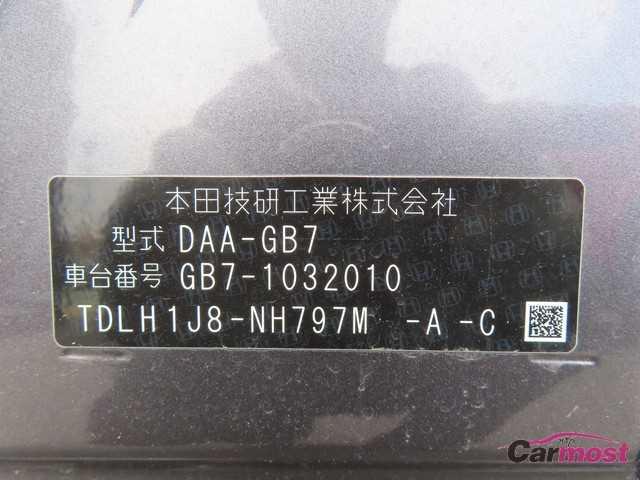 本田技研工業株式会社
型式 DAA-GB7
車台番号 GB7-1032010
TDLH1J8-NH797M -A -C
Carmost